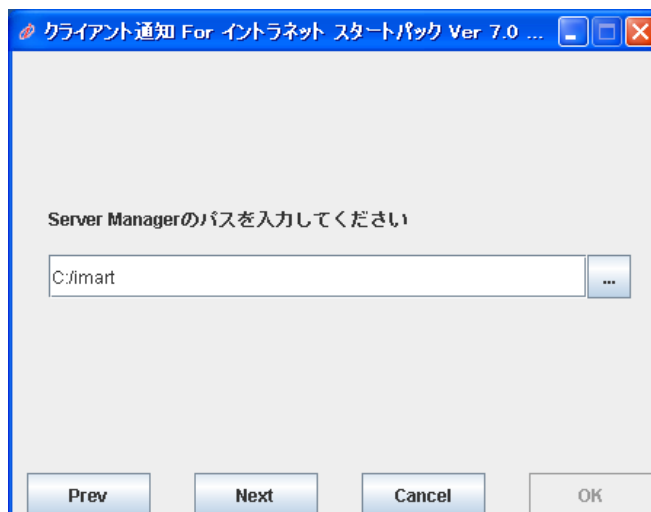 クライアント通知 For イントラネット スタートパック Ver 7.0 ...
Server Managerのパスを入力してください
C:/imart
...
Prev Next Cancel OK